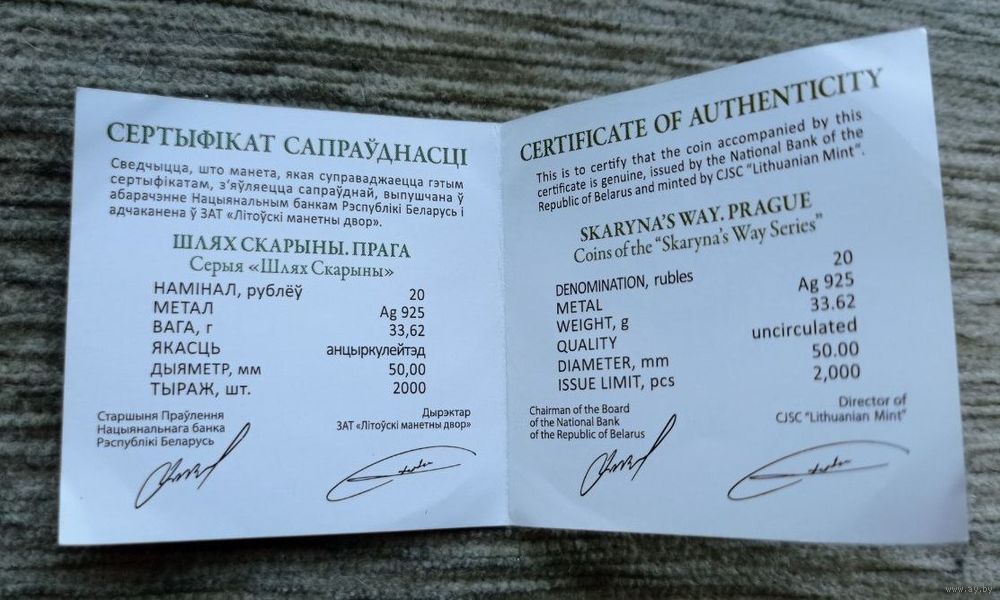 СЕРТЫФІКАТ САПРАЎДНАСЦІ
Сведчыцца, што манета, якая суправаджаецца гэтым
сертыфікатам, з’яўляецца сапраўднай, выпушчана ў
абарачэнне Нацыянальным банкам Рэспублікі Беларусь і
адчаканена ў ЗАТ «Літоўскі манетны двор».
ШЛЯХ СКАРЫНЫ. ПРАГА
Серыя «Шлях Скарыны»
НАМІНАЛ, рублёў 20
МЕТАЛ Ag 925
ВАГА, г 33,62
ЯКАСЦЬ анцыркулейтэд
ДЫЯМЕТР, мм 50,00
ТЫРАЖ, шт. 2000
Старшыня Праўлення
Нацыянальнага банка
Рэспублікі Беларусь
Дырэктар
ЗАТ «Літоўскі манетны двор»
CERTIFICATE OF AUTHENTICITY
This is to certify that the coin accompanied by this
certificate is genuine, issued by the National Bank of the
Republic of Belarus and minted by CJSC “Lithuanian Mint”.
SKARYNA'S WAY. PRAGUE
Coins of the “Skaryna's Way Series”
DENOMINATION, rubles 20
METAL Ag 925
WEIGHT, g 33.62
QUALITY uncirculated
DIAMETER, mm 50.00
ISSUE LIMIT, pcs 2,000
Chairman of the Board
of the National Bank
of the Republic of Belarus
Director of
CJSC “Lithuanian Mint”
www.ay.by